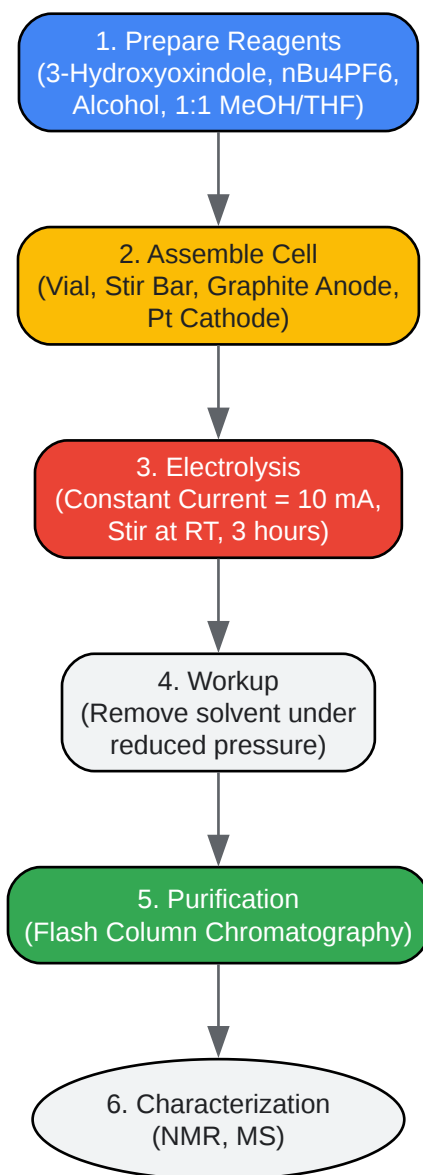 1. Prepare Reagents
(3-Hydroxyoxindole, nBu4PF6,
Alcohol, 1:1 MeOH/THF)
2. Assemble Cell
(Vial, Stir Bar, Graphite Anode,
Pt Cathode)
3. Electrolysis
(Constant Current = 10 mA,
Stir at RT, 3 hours)
4. Workup
(Remove solvent under
reduced pressure)
5. Purification
(Flash Column Chromatography)
6. Characterization
(NMR, MS)